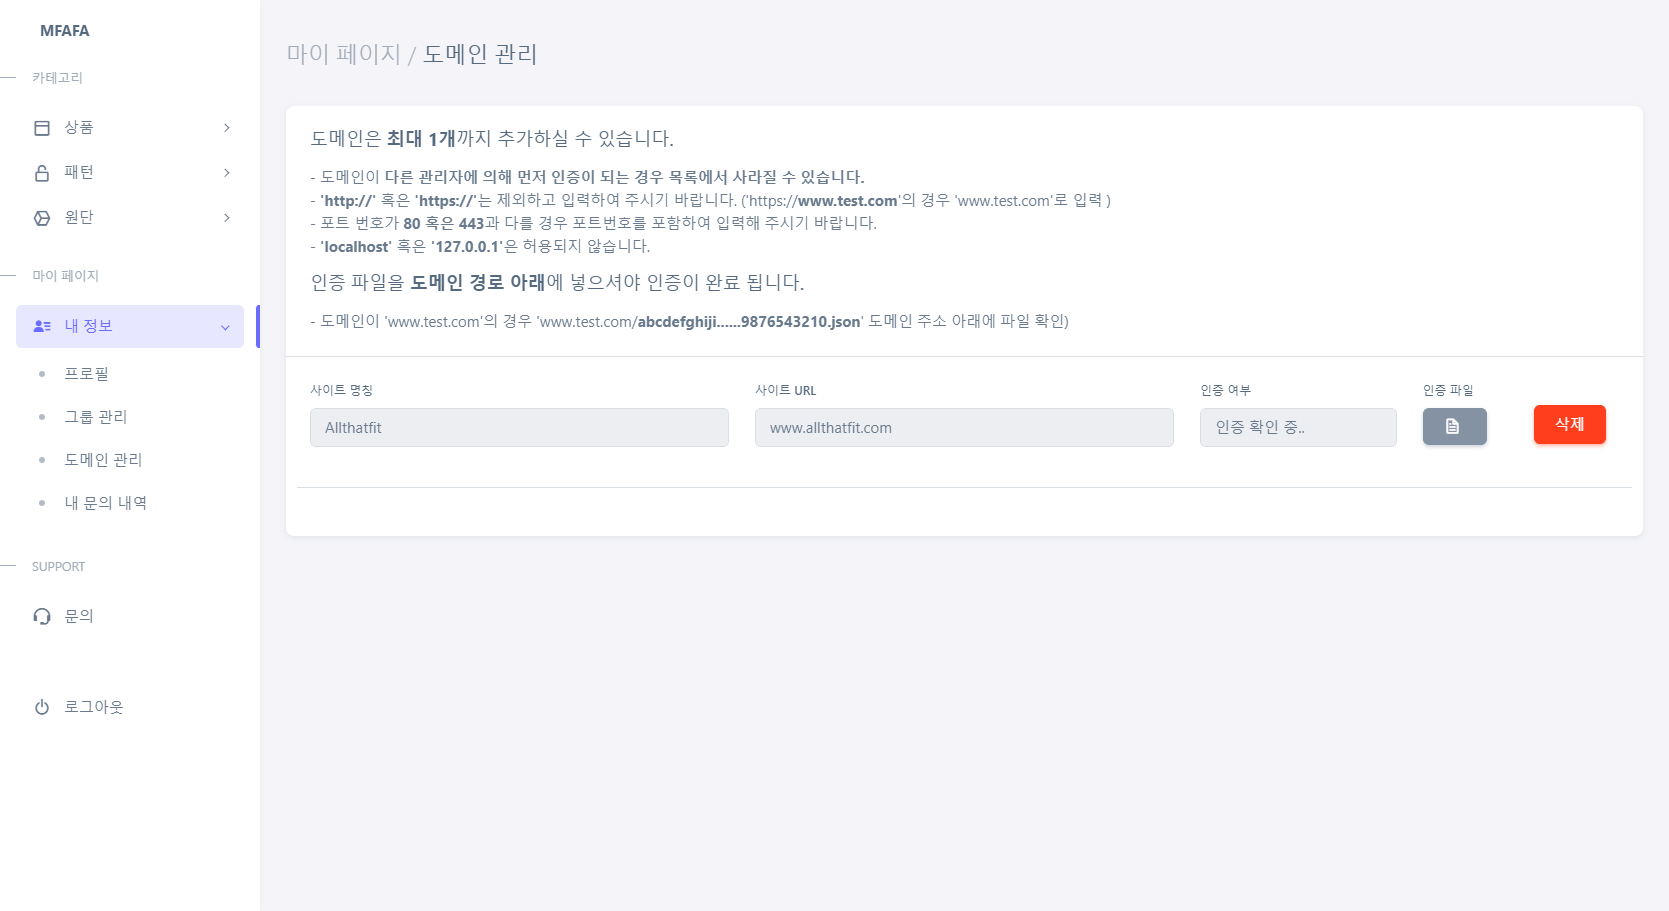 MFAFA
카테고리
상품
패턴
원단
마이 페이지
내 정보
프로필
그룹 관리
도메인 관리
내 문의 내역
SUPPORT
문의
로그아웃
마이 페이지 / 도메인 관리
도메인은 최대 1개까지 추가하실 수 있습니다.
- 도메인이 다른 관리자에 의해 먼저 인증이 되는 경우 목록에서 사라질 수 있습니다.
- 'http://' 혹은 'https://'는 제외하고 입력하여 주시기 바랍니다. ('https://www.test.com'의 경우 'www.test.com'로 입력 )
- 포트 번호가 80 혹은 443과 다를 경우 포트번호를 포함하여 입력해 주시기 바랍니다.
- 'localhost' 혹은 '127.0.0.1'은 허용되지 않습니다.
인증 파일을 도메인 경로 아래에 넣으셔야 인증이 완료 됩니다.
- 도메인이 'www.test.com'의 경우 'www.test.com/abcdefghiji......9876543210.json' 도메인 주소 아래에 파일 확인)
사이트 명칭 사이트 URL 인증 여부 인증 파일
Allthatfit www.allthatfit.com 인증 확인 중.. 삭제